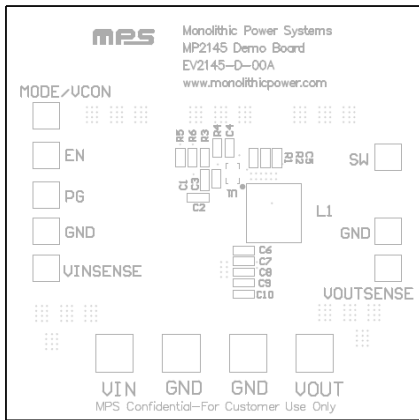 mps
Monolithic Power Systems
MP2145 Demo Board
EV2145-D-00A
www.monolithicpower.com
MODE/VCON
EN
PG
GND
VINSENSE
R5
R6
R3
R4
C4
R1
R2
C5
C1
C3
C2
U1
L1
C6
C7
C8
C9
C10
SW
GND
VOUTSENSE
VIN GND GND VOUT
MPS Confidential-For Customer Use Only